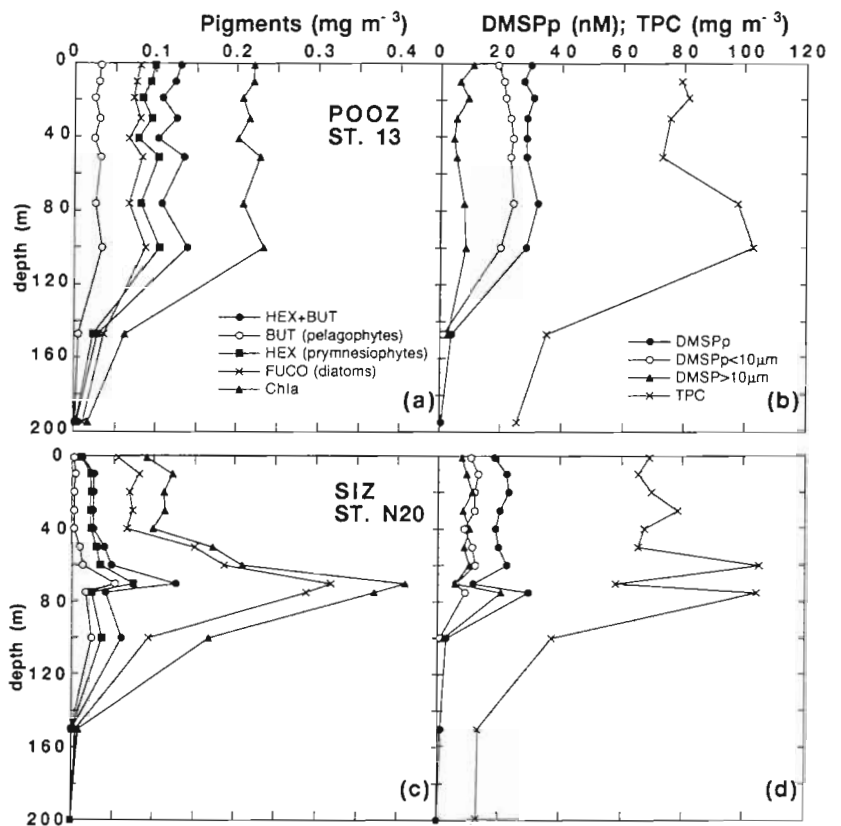 Pigments (mg m⁻³)
0 0.1 0.2 0.3 0.4
DMSPp (nM); TPC (mg m⁻³)
0 20 40 60 80 100 120
0
40
80
120
160
200
depth (m)
POOZ
ST. 13
HEX+BUT
BUT (pelagophytes)
HEX (prymnesiophytes)
FUCO (diatoms)
Chla
(a)
DMSPp
DMSPp<10µm
DMSP>10µm
TPC
(b)
0
40
80
120
160
200
depth (m)
SIZ
ST. N20
(c)
(d)